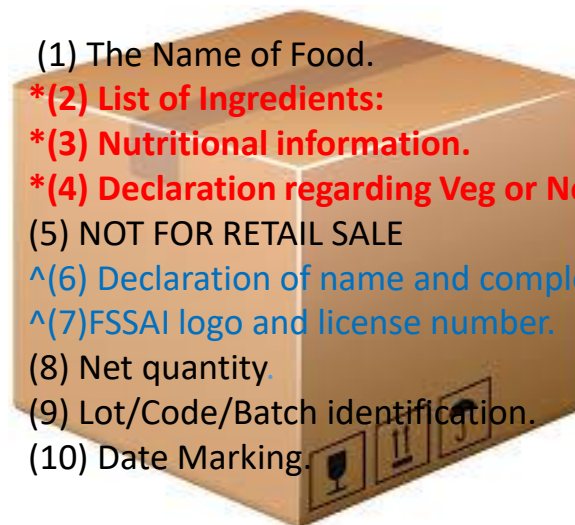 (1) The Name of Food.
*(2) List of Ingredients:
*(3) Nutritional information.
*(4) Declaration regarding Veg or
(5) NOT FOR RETAIL SALE
^(6) Declaration of name and
^(7)FSSAI logo and license number.
(8) Net quantity.
(9) Lot/Code/Batch identification.
(10) Date Marking.